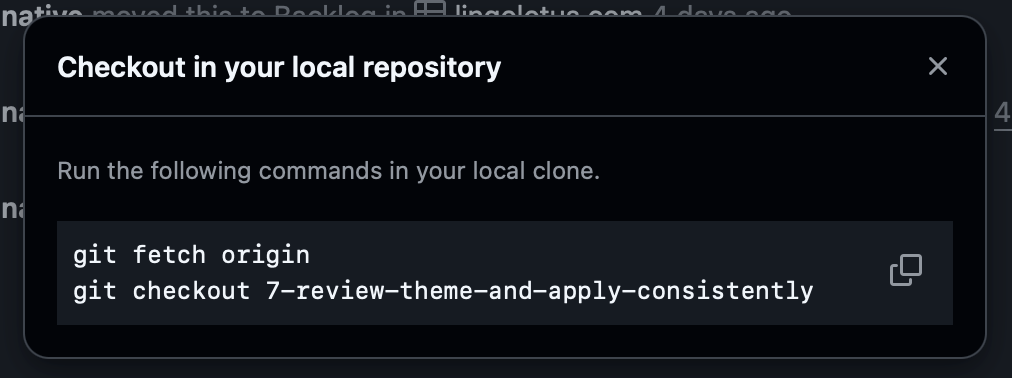 native moved this to Backlog in lingolotus.com 4 days ago
Checkout in your local repository
na
4
Run the following commands in your local clone.
na
git fetch origin
git checkout 7-review-theme-and-apply-consistently